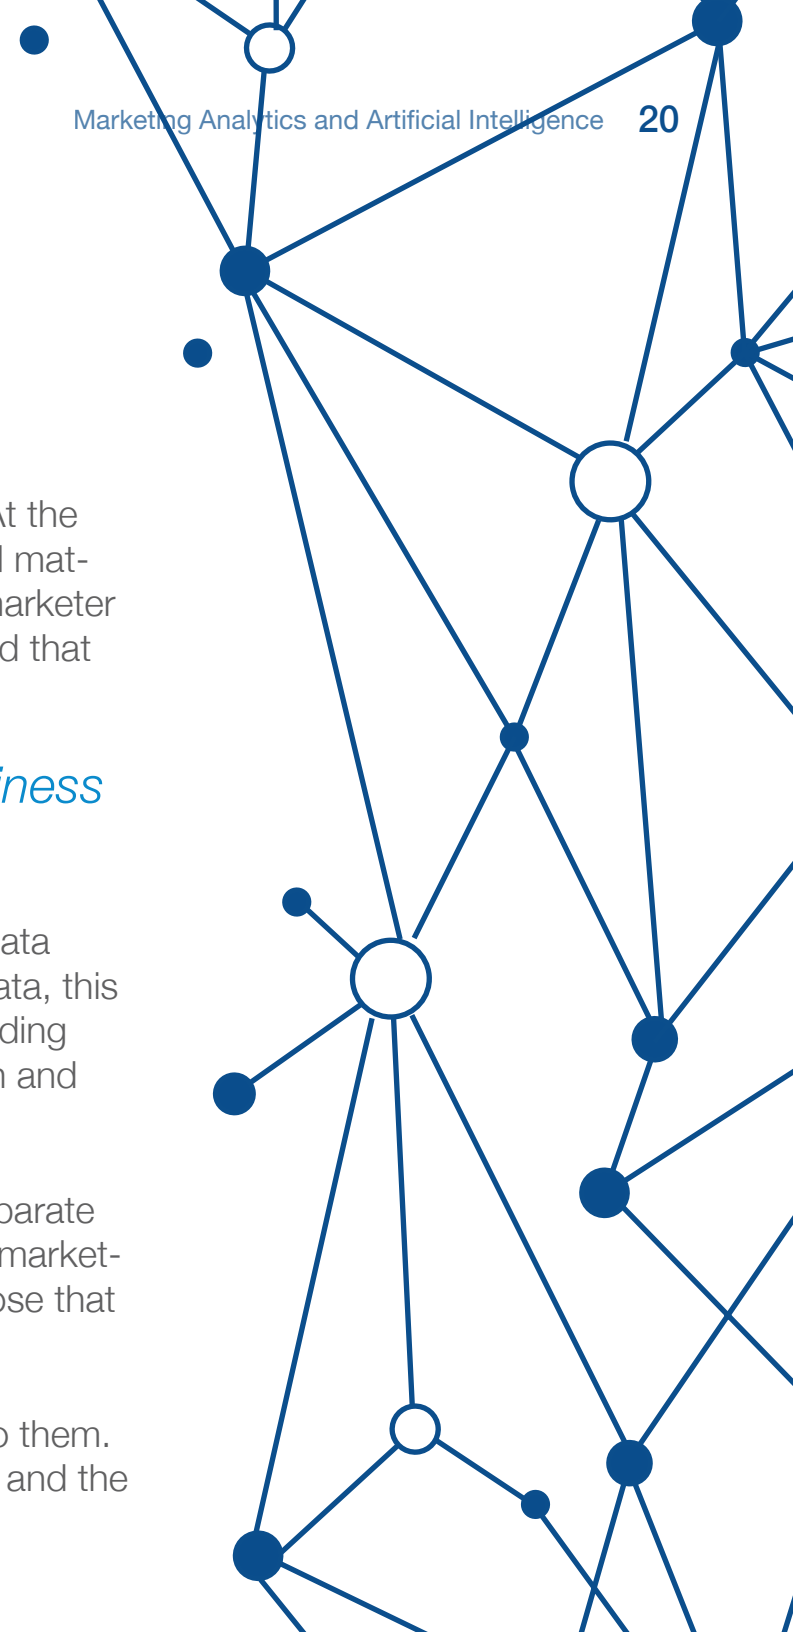 Marketing Analytics and Artificial Intelligence 20
At the
l mat-
narketer
d that
iness
ata
ata, this
ding
n and
parate
market-
ose that
o them.
and the